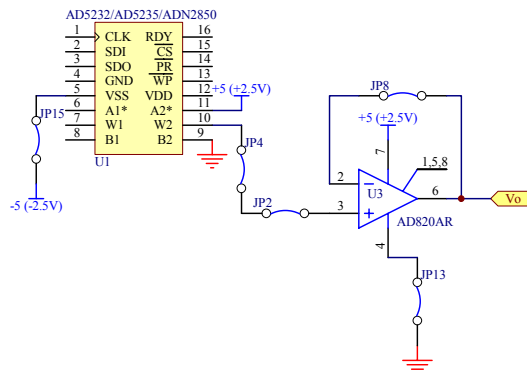 AD5232/AD5235/ADN2850
1 CLK RDY 16
2 SDI CS 15
3 SDO PR 14
4 GND WP 13
5 VSS VDD 12
6 A1* A2* 11
7 W1 W2 10
8 B1 B2 9
U1
+5 (+2.5V)
JP15
-5 (-2.5V)
JP4
JP2
JP8
+5 (+2.5V)
7
1,5,8
2
U3
6
3
AD820AR
4
Vo
JP13